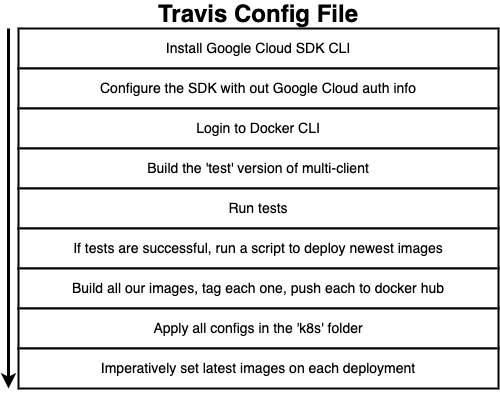 Travis Config File
Install Google Cloud SDK CLI
Configure the SDK with out Google Cloud auth info
Login to Docker CLI
Build the 'test' version of multi-client
Run tests
If tests are successful, run a script to deploy newest images
Build all our images, tag each one, push each to docker hub
Apply all configs in the 'k8s' folder
Imperatively set latest images on each deployment